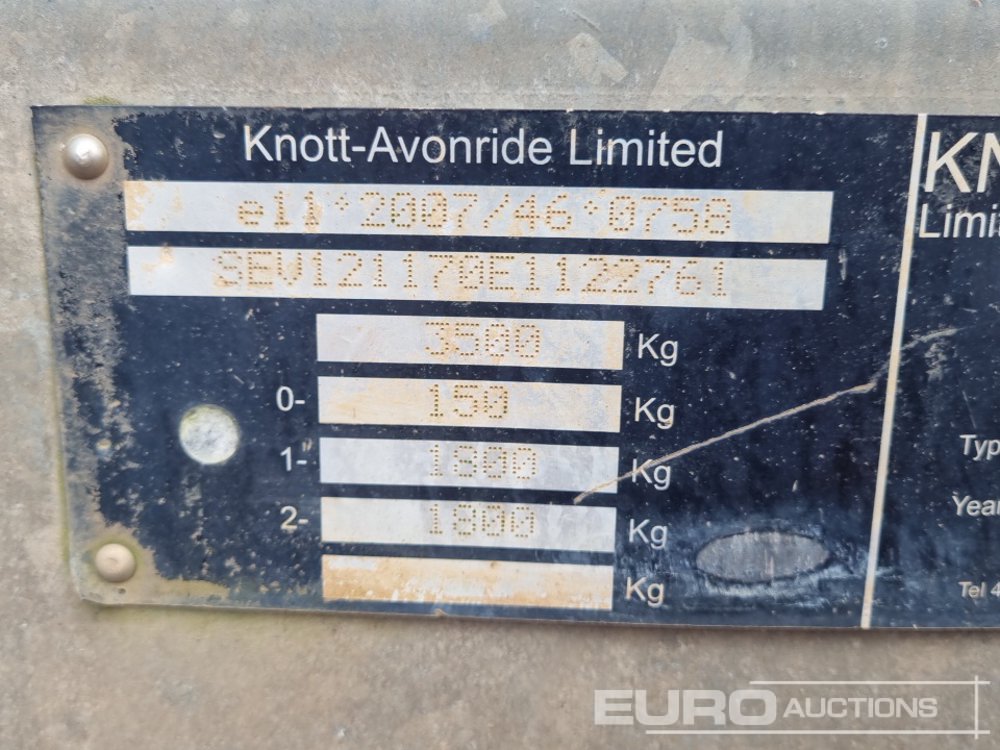 Knott-Avonride Limited
e11*2007/46*0758
SEV121170E1122761
3500 Kg
0- 150 Kg
1- 1800 Kg
2- 1800 Kg
Kg
KN
Limi
Typ
Year
Tel 4
EURO AUCTIONS